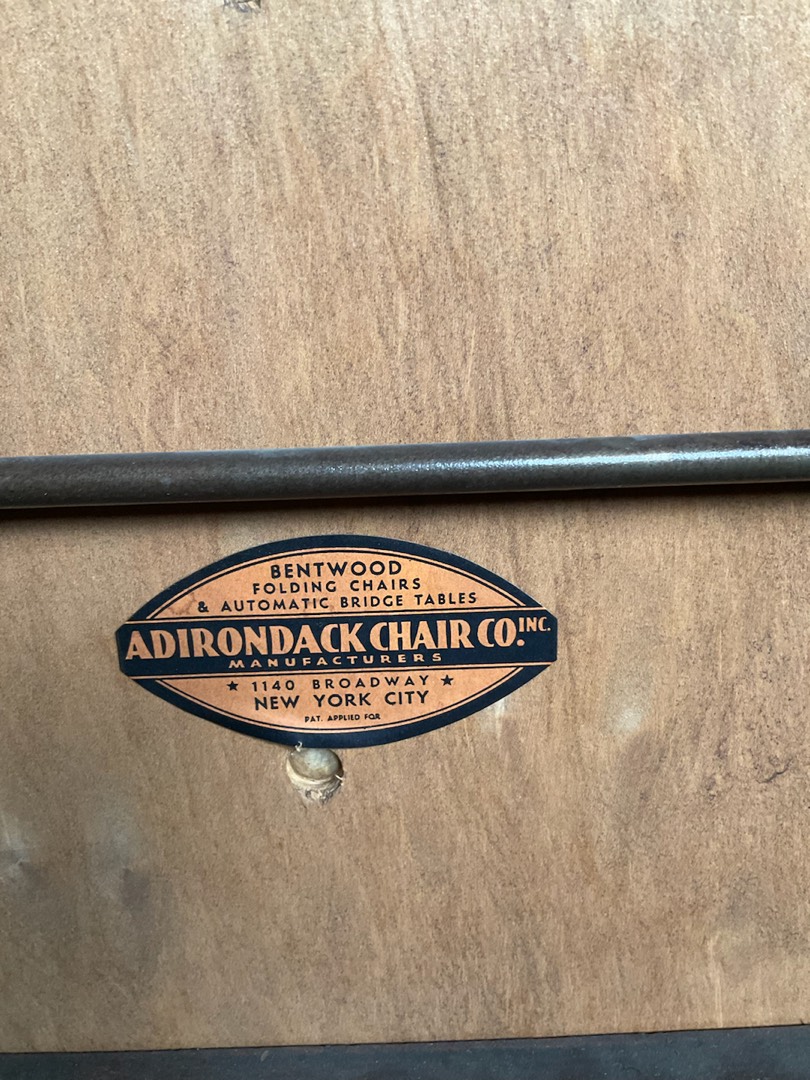 BENTWOOD
FOLDING CHAIRS
& AUTOMATIC BRIDGE TABLES
ADIRONDACK CHAIR CO. INC.
MANUFACTURERS
★ 1140 BROADWAY ★
NEW YORK CITY
PAT. APPLIED FOR